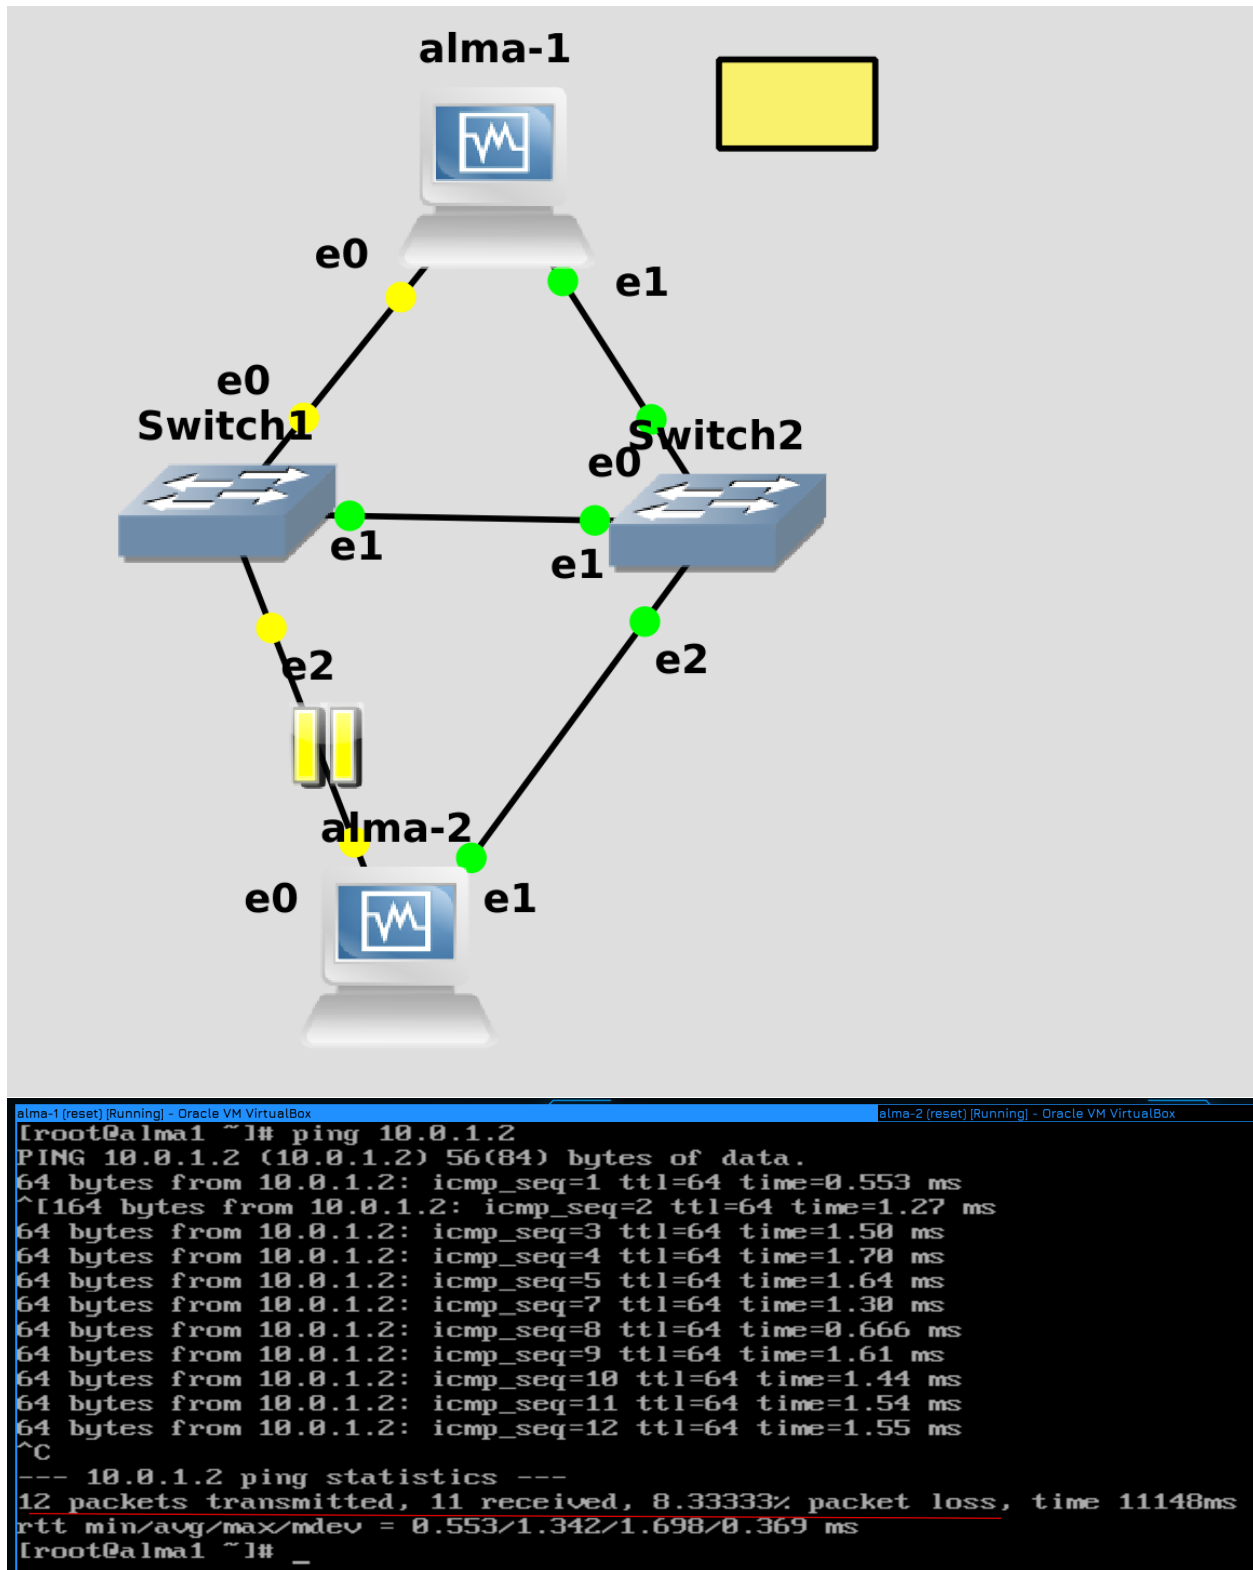 alma-1
e0
e1
e0
Switch1
Switch2
e0
e1
e1
e2
e2
alma-2
e0
e1
alma-1 (reset) [Running] - Oracle VM VirtualBox
alma-2 (reset) [Running] - Oracle VM VirtualBox
[root@alma1 ~]# ping 10.0.1.2
PING 10.0.1.2 (10.0.1.2) 56(84) bytes of data.
64 bytes from 10.0.1.2: icmp_seq=1 ttl=64 time=0.553 ms
^[164 bytes from 10.0.1.2: icmp_seq=2 ttl=64 time=1.27 ms
64 bytes from 10.0.1.2: icmp_seq=3 ttl=64 time=1.50 ms
64 bytes from 10.0.1.2: icmp_seq=4 ttl=64 time=1.70 ms
64 bytes from 10.0.1.2: icmp_seq=5 ttl=64 time=1.64 ms
64 bytes from 10.0.1.2: icmp_seq=7 ttl=64 time=1.30 ms
64 bytes from 10.0.1.2: icmp_seq=8 ttl=64 time=0.666 ms
64 bytes from 10.0.1.2: icmp_seq=9 ttl=64 time=1.61 ms
64 bytes from 10.0.1.2: icmp_seq=10 ttl=64 time=1.44 ms
64 bytes from 10.0.1.2: icmp_seq=11 ttl=64 time=1.54 ms
64 bytes from 10.0.1.2: icmp_seq=12 ttl=64 time=1.55 ms
^C
--- 10.0.1.2 ping statistics ---
12 packets transmitted, 11 received, 8.33333% packet loss, time 11148ms
rtt min/avg/max/mdev = 0.553/1.342/1.698/0.369 ms
[root@alma1 ~]# _